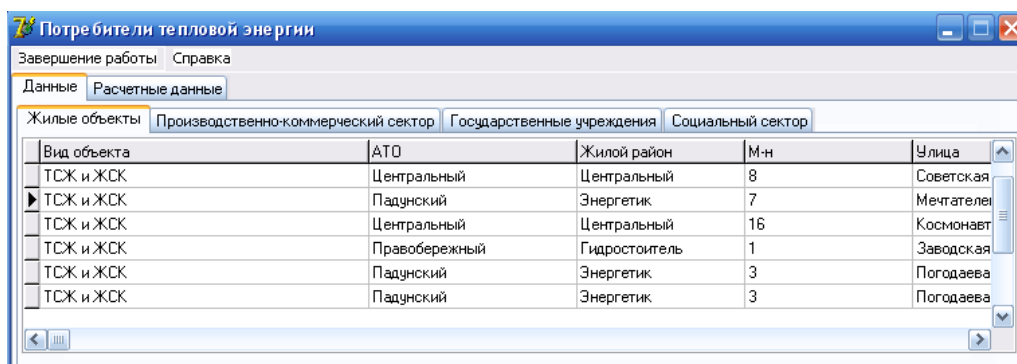 Потребители тепловой энергии
Завершение работы Справка
Данные Расчетные данные
Жилые объекты Производственно-коммерческий сектор Государственные учреждения Социальный сектор
Вид объекта АТО Жилой район М-н Улица
ТСЖ и ЖСК Центральный Центральный 8 Советская
ТСЖ и ЖСК Падунский Энергетик 7 Мечтателе
ТСЖ и ЖСК Центральный Центральный 16 Космонавт
ТСЖ и ЖСК Правобережный Гидростоитель 1 Заводская
ТСЖ и ЖСК Падунский Энергетик 3 Погодаева
ТСЖ и ЖСК Падунский Энергетик 3 Погодаева